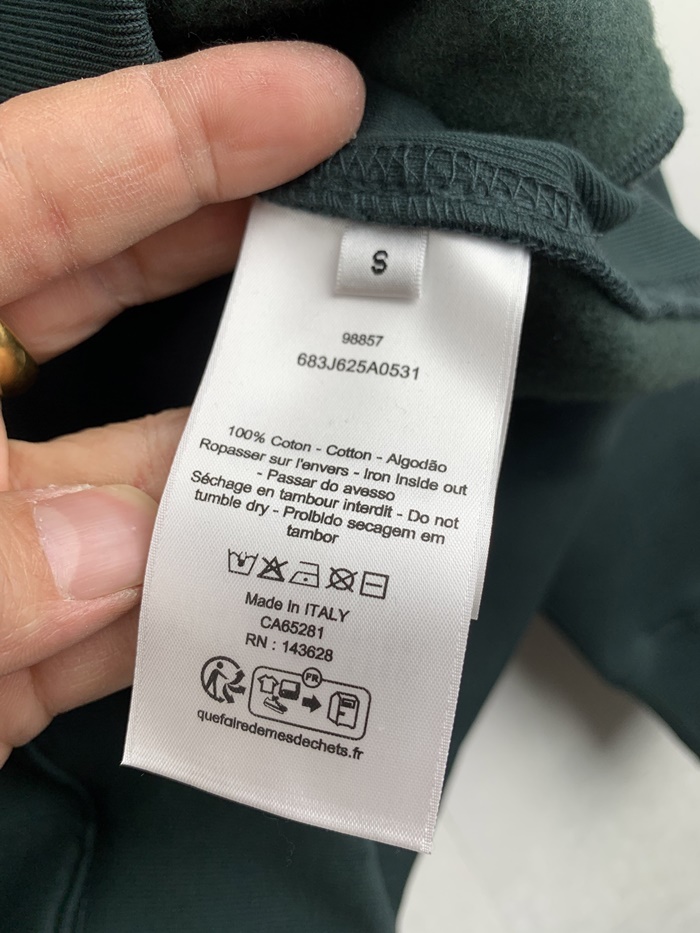 S
98857
683J625A0531
100% Coton - Cotton - Algodão
Ropasser sur l'envers - Iron Inside out
- Passar do avesso
Séchage en tambour interdit - Do not
tumble dry - Proibido secagem em
tambor
Made in ITALY
CA65281
RN : 143628
FR
quefairedemesdechets.fr